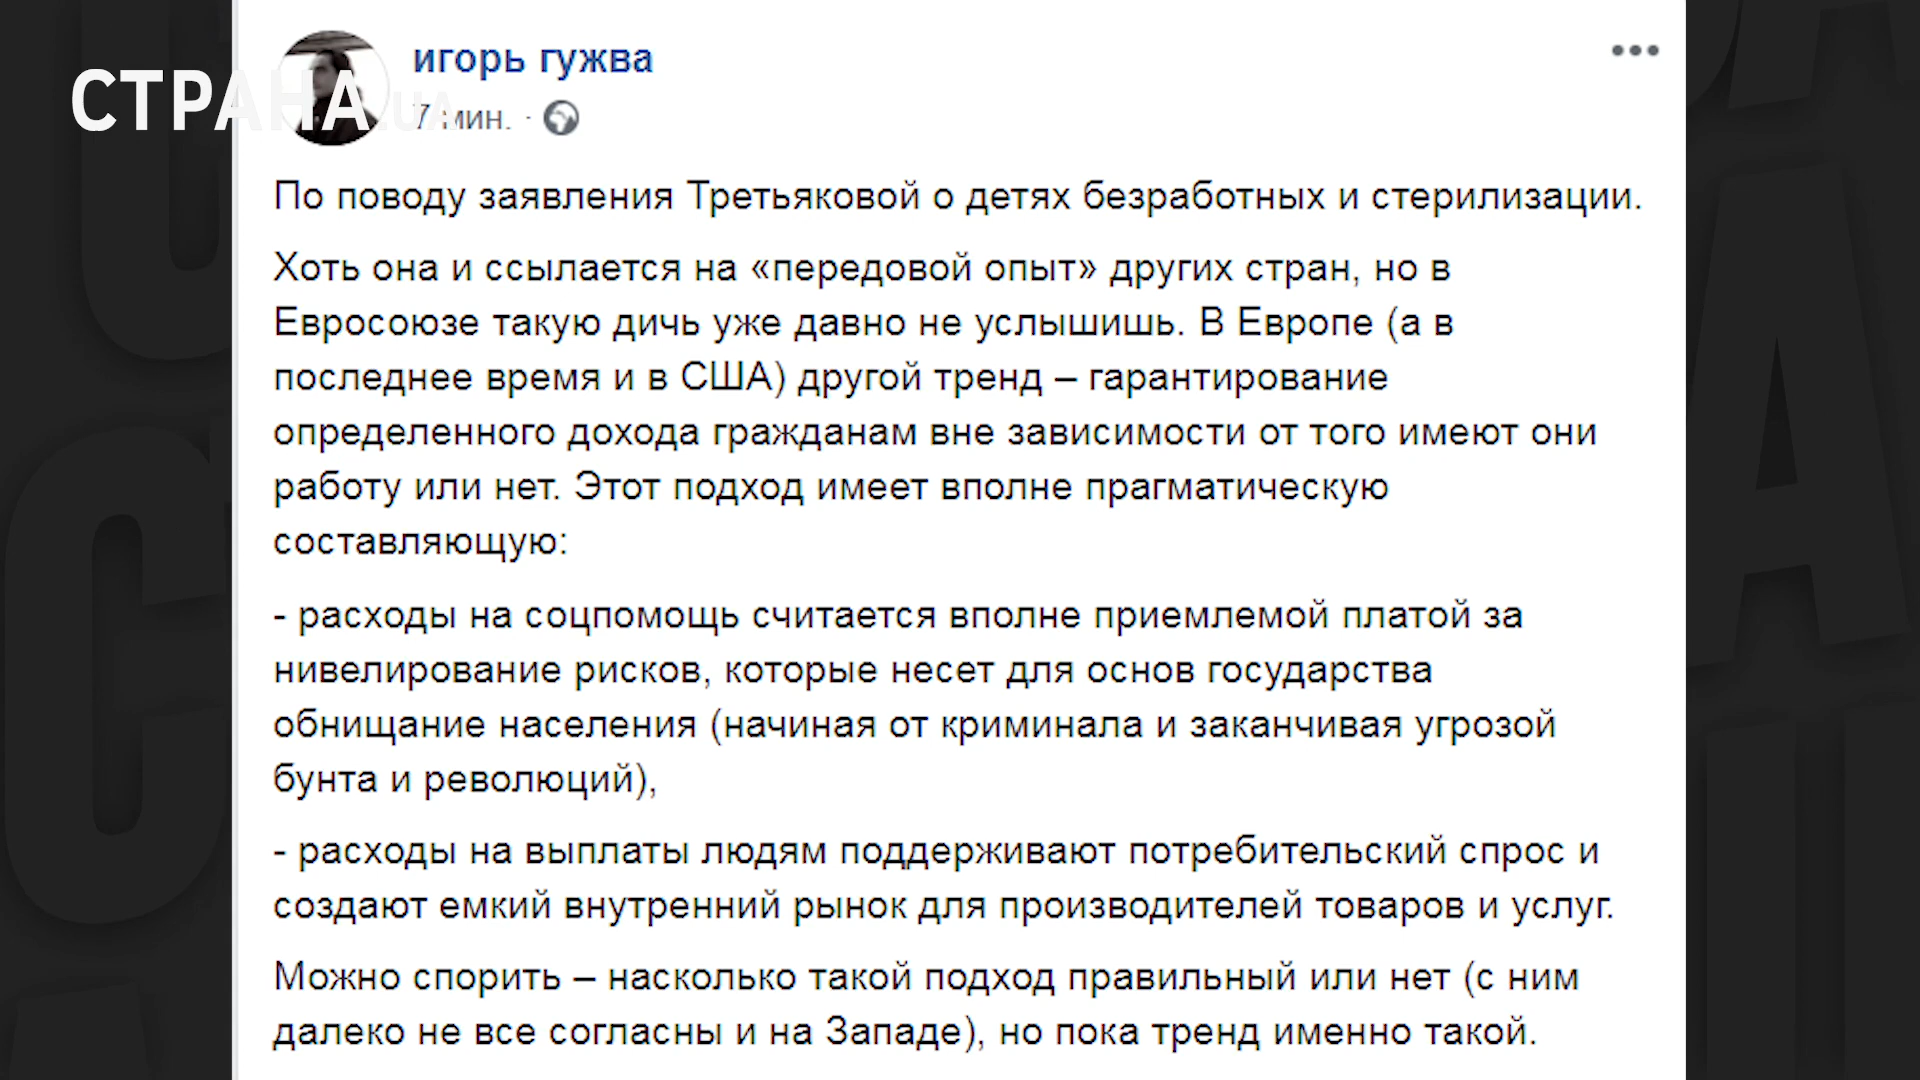 СТРАНА.UA
игорь гужва
7 мин. ·
По поводу заявления Третьяковой о детях безработных и стерилизации.
Хоть она и ссылается на «передовой опыт» других стран, но в
Евросоюзе такую дичь уже давно не услышишь. В Европе (а в
последнее время и в США) другой тренд – гарантирование
определенного дохода гражданам вне зависимости от того имеют они
работу или нет. Этот подход имеет вполне прагматическую
составляющую:
- расходы на соцпомощь считается вполне приемлемой платой за
нивелирование рисков, которые несет для основ государства
обнищание населения (начиная от криминала и заканчивая угрозой
бунта и революций),
- расходы на выплаты людям поддерживают потребительский спрос и
создают емкий внутренний рынок для производителей товаров и услуг.
Можно спорить – насколько такой подход правильный или нет (с ним
далеко не все согласны и на Западе), но пока тренд именно такой.